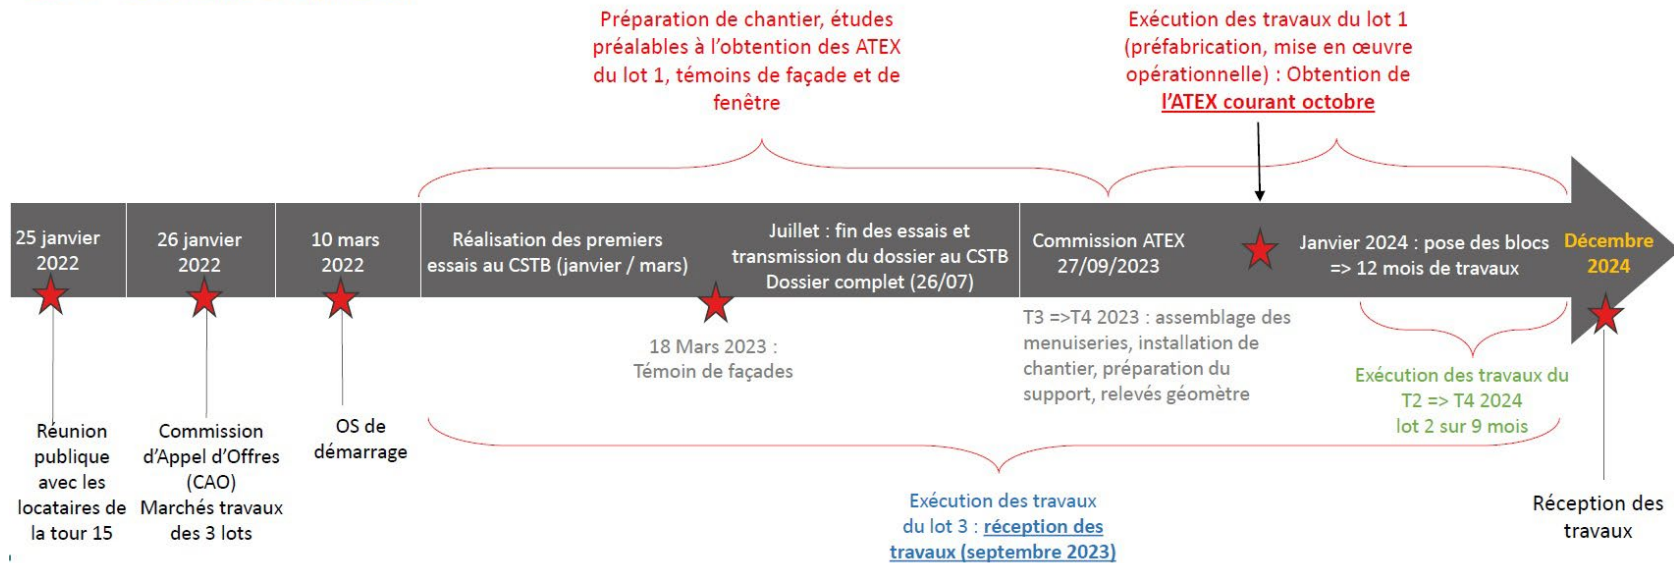 Préparation de chantier, études
préalables à l'obtention des ATEX
du lot 1, témoins de façade et de
fenêtre
Exécution des travaux du lot 1
(préfabrication, mise en œuvre
opérationnelle) : Obtention de
l'ATEX courant octobre
25 janvier
2022
26 janvier
2022
10 mars
2022
Réalisation des premiers
essais au CSTB (janvier / mars)
Juillet : fin des essais et
transmission du dossier au CSTB
Dossier complet (26/07)
Commission ATEX
27/09/2023
Janvier 2024 : pose des blocs
=> 12 mois de travaux
Décembre
2024
Réunion
publique
avec les
locataires de
la tour 15
Commission
d'Appel d'Offres
(CAO)
Marchés travaux
des 3 lots
OS de
démarrage
18 Mars 2023 :
Témoin de façades
T3 =>T4 2023 : assemblage des
menuiseries, installation de
chantier, préparation du
support, relevés géomètre
Exécution des travaux du
T2 => T4 2024
lot 2 sur 9 mois
Exécution des travaux
du lot 3 : réception des
travaux (septembre 2023)
Réception des
travaux